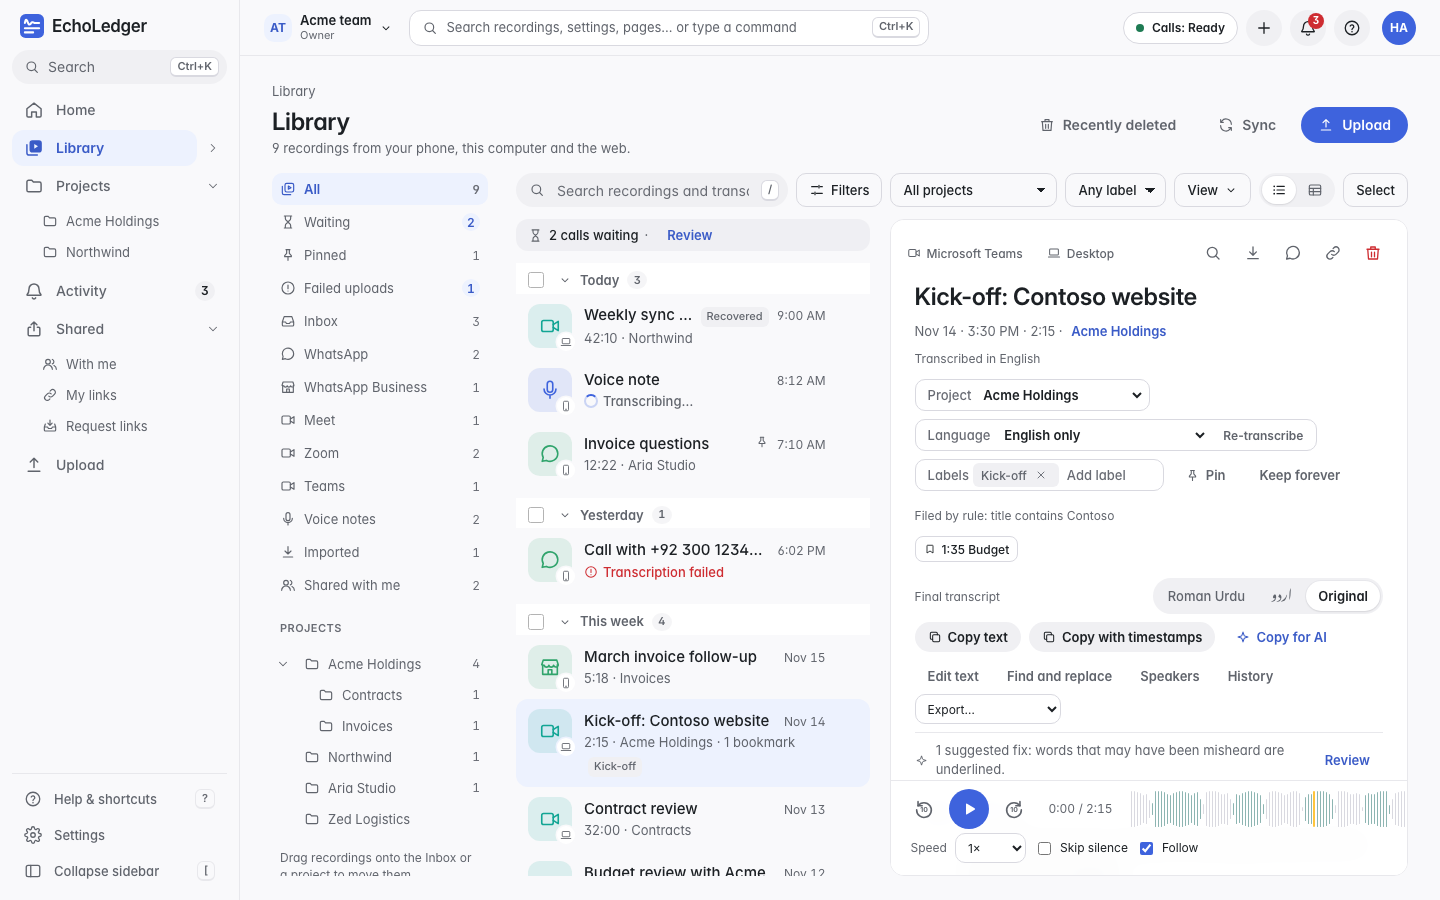 EchoLedger
Search Ctrl+K
Home
Library
Projects
Acme Holdings
Northwind
Activity 3
Shared
With me
My links
Request links
Upload
Help & shortcuts ?
Settings
Collapse sidebar [
AT Acme team
Owner
Search recordings, settings, pages... or type a command Ctrl+K
Calls: Ready
3
HA
Library
Library
9 recordings from your phone, this computer and the web.
Recently deleted Sync Upload
All 9
Waiting 2
Pinned 1
Failed uploads 1
Inbox 3
WhatsApp 2
WhatsApp Business 1
Meet 1
Zoom 2
Teams 1
Voice notes 2
Imported 1
Shared with me 2
PROJECTS
Acme Holdings 4
Contracts 1
Invoices 1
Northwind 1
Aria Studio 1
Zed Logistics
Drag recordings onto the Inbox or
a project to move them
Search recordings and transc /
Filters All projects Any label View Select
2 calls waiting · Review
Today 3
Weekly sync ... Recovered 9:00 AM
42:10 · Northwind
Voice note 8:12 AM
Transcribing...
Invoice questions 7:10 AM
12:22 · Aria Studio
Yesterday 1
Call with +92 300 1234... 6:02 PM
Transcription failed
This week 4
March invoice follow-up Nov 15
5:18 · Invoices
Kick-off: Contoso website Nov 14
2:15 · Acme Holdings · 1 bookmark
Kick-off
Contract review Nov 13
32:00 · Contracts
Budget review with Acme Nov 12
Microsoft Teams Desktop
Kick-off: Contoso website
Nov 14 · 3:30 PM · 2:15 · Acme Holdings
Transcribed in English
Project Acme Holdings
Language English only Re-transcribe
Labels Kick-off × Add label Pin Keep forever
Filed by rule: title contains Contoso
1:35 Budget
Final transcript Roman Urdu اردو Original
Copy text Copy with timestamps Copy for AI
Edit text Find and replace Speakers History
Export...
1 suggested fix: words that may have been misheard are
underlined.
Review
10 10 0:00 / 2:15
Speed 1× Skip silence Follow